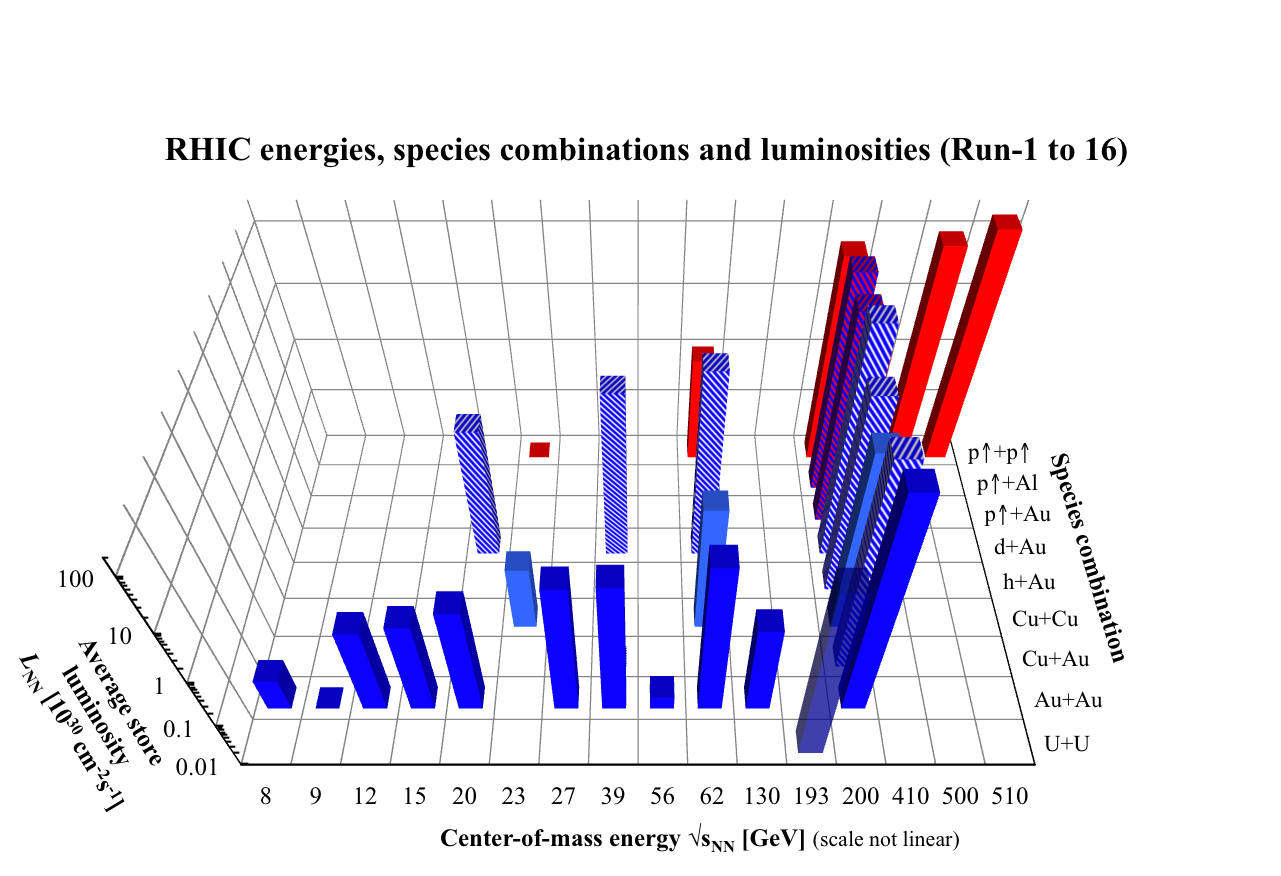 RHIC energies, species combinations and luminosities (Run-1 to 16)
p↑+p↑
p↑+Al
p↑+Au
d+Au
h+Au
Cu+Cu
Cu+Au
Au+Au
U+U
Species combination
100
10
1
0.1
0.01
Average store
luminosity
L_NN [10^30 cm^-2 s^-1]
8 9 12 15 20 23 27 39 56 62 130 193 200 410 500 510
Center-of-mass energy √s_NN [GeV] (scale not linear)